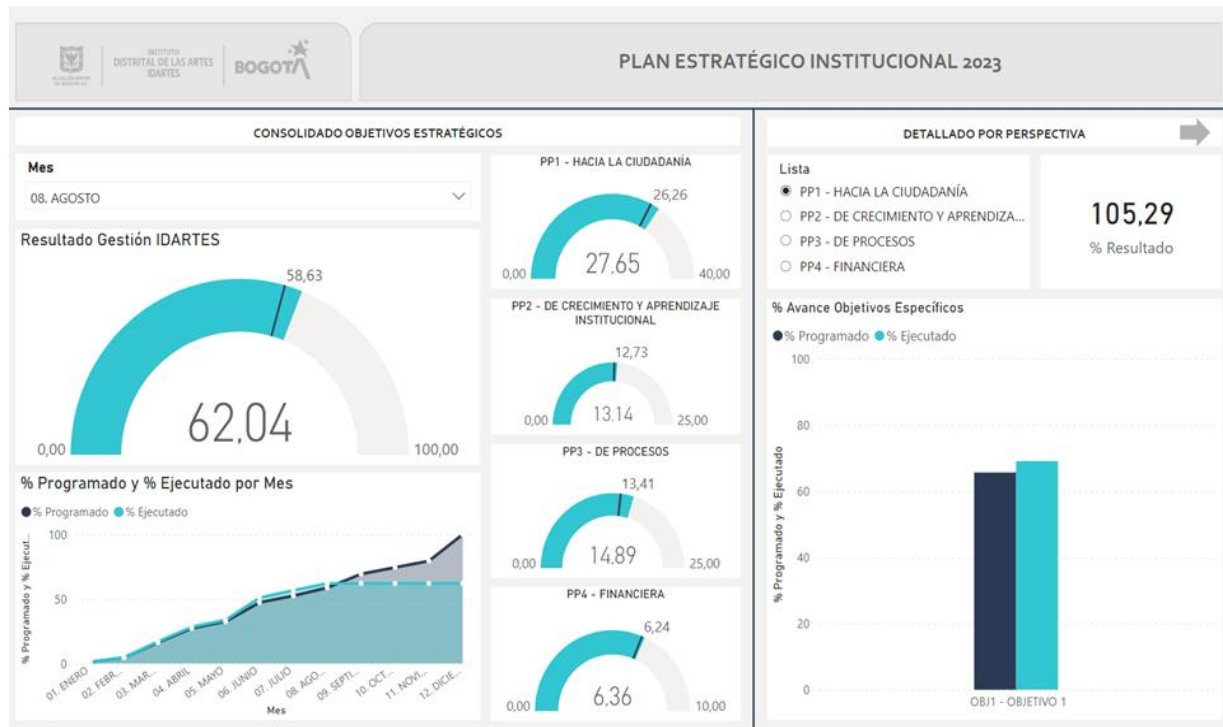 INSTITUTO
DISTRITAL DE LAS ARTES
IDARTES
BOGOTÁ
PLAN ESTRATÉGICO INSTITUCIONAL 2023
CONSOLIDADO OBJETIVOS ESTRATÉGICOS
Mes
08. AGOSTO
Resultado Gestión IDARTES
58,63
62,04
0,00
100,00
% Programado y % Ejecutado por Mes
% Programado
% Ejecutado
% Programado y % Ejecut...
100
50
0
01. ENERO
02. FEBR...
03. MAR...
04. ABRIL
05. MAYO
06. JUNIO
07. JULIO
08. AGO...
09. SEPTI...
10. OCT...
11. NOVI...
12. DICIE...
Mes
PP1 - HACIA LA CIUDADANÍA
26,26
27,65
0,00
40,00
PP2 - DE CRECIMIENTO Y APRENDIZAJE
INSTITUCIONAL
12,73
13,14
0,00
25,00
PP3 - DE PROCESOS
13,41
14,89
0,00
25,00
PP4 - FINANCIERA
6,24
6,36
0,00
10,00
DETALLADO POR PERSPECTIVA
Lista
PP1 - HACIA LA CIUDADANÍA
PP2 - DE CRECIMIENTO Y APRENDIZA...
PP3 - DE PROCESOS
PP4 - FINANCIERA
105,29
% Resultado
% Avance Objetivos Específicos
% Programado
% Ejecutado
% Programado y % Ejecutado
100
80
60
40
20
0
OBJ1 - OBJETIVO 1